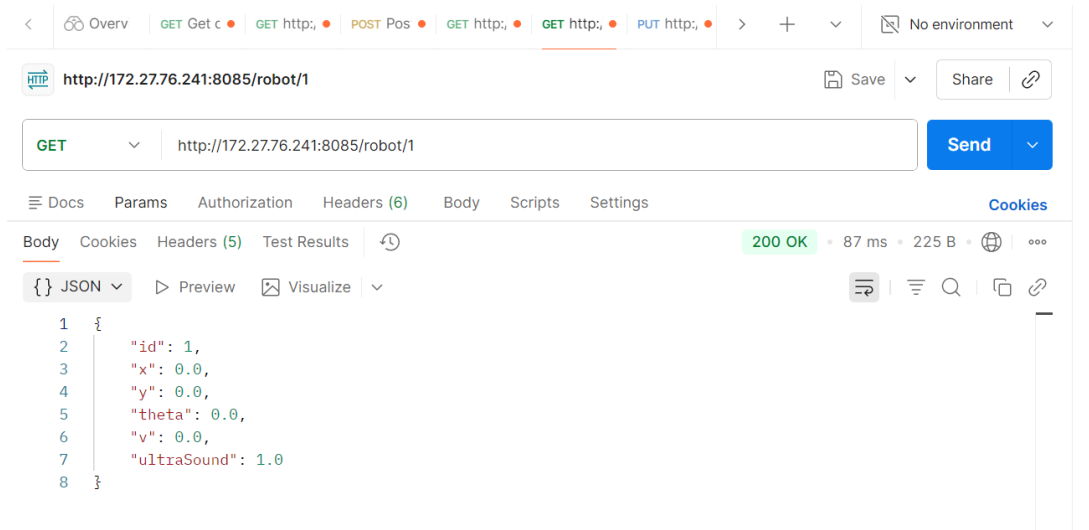 Overv GET Get c GET http:, POST Pos GET http:, GET http:, PUT http:, No environment
HTTP http://172.27.76.241:8085/robot/1 Save Share
GET http://172.27.76.241:8085/robot/1 Send
Docs Params Authorization Headers (6) Body Scripts Settings Cookies
Body Cookies Headers (5) Test Results 200 OK 87 ms 225 B
{} JSON Preview Visualize
1 {
2 "id": 1,
3 "x": 0.0,
4 "y": 0.0,
5 "theta": 0.0,
6 "v": 0.0,
7 "ultraSound": 1.0
8 }